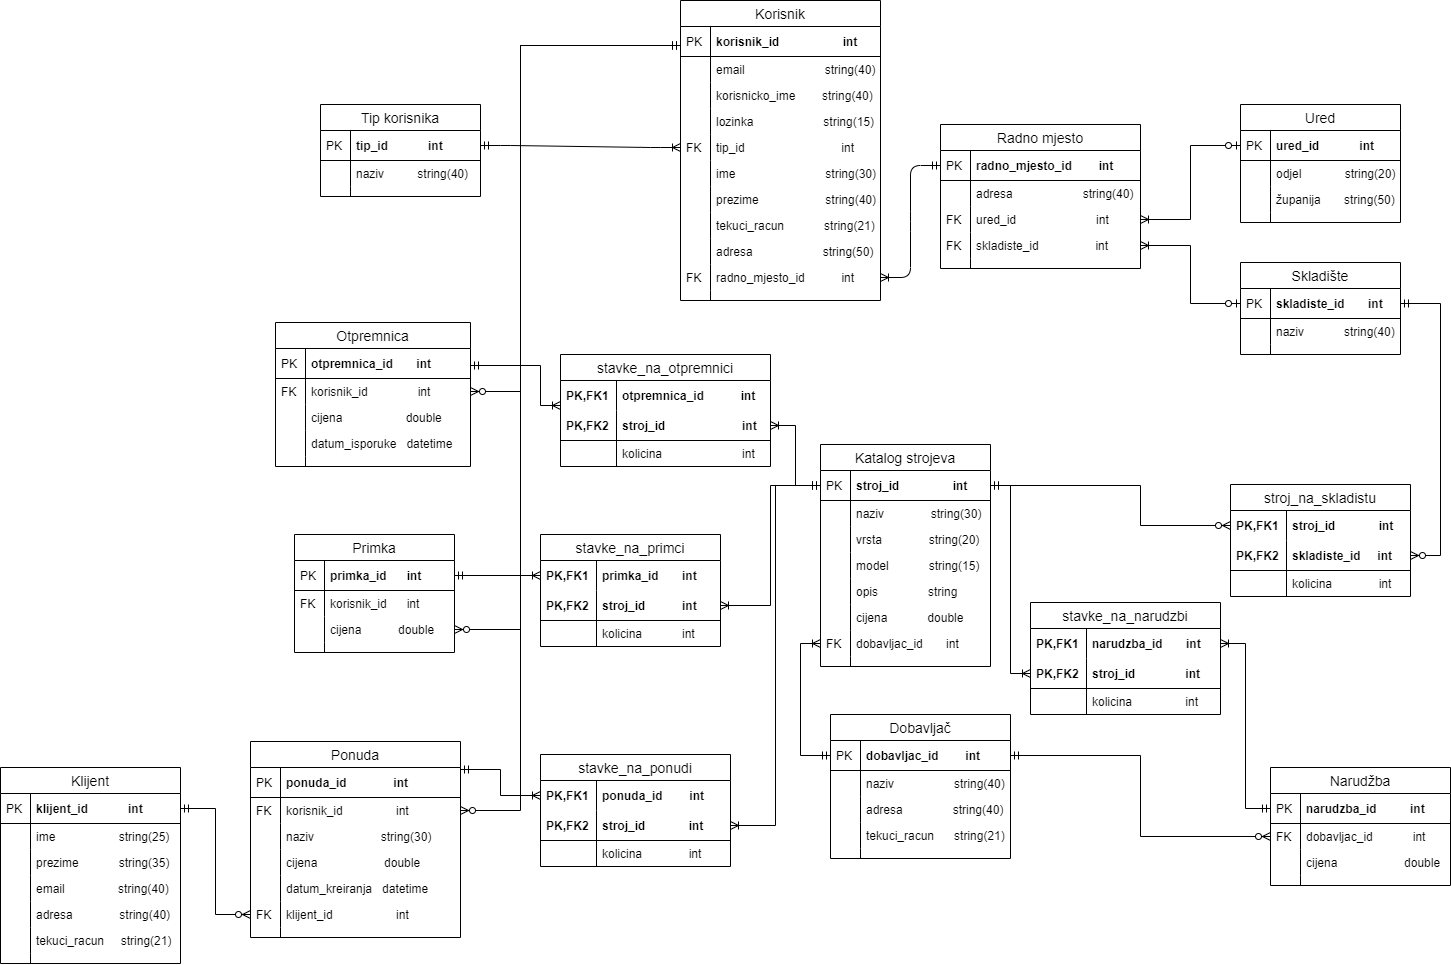 Korisnik
PK korisnik_id int
email string(40)
korisnicko_ime string(40)
lozinka string(15)
FK tip_id int
ime string(30)
prezime string(40)
tekuci_racun string(21)
adresa string(50)
FK radno_mjesto_id int
Tip korisnika
PK tip_id int
naziv string(40)
Radno mjesto
PK radno_mjesto_id int
adresa string(40)
FK ured_id int
FK skladiste_id int
Ured
PK ured_id int
odjel string(20)
županija string(50)
Skladište
PK skladiste_id int
naziv string(40)
Otpremnica
PK otpremnica_id int
FK korisnik_id int
cijena double
datum_isporuke datetime
stavke_na_otpremnici
PK,FK1 otpremnica_id int
PK,FK2 stroj_id int
kolicina int
Katalog strojeva
PK stroj_id int
naziv string(30)
vrsta string(20)
model string(15)
opis string
cijena double
FK dobavljac_id int
stroj_na_skladistu
PK,FK1 stroj_id int
PK,FK2 skladiste_id int
kolicina int
Primka
PK primka_id int
FK korisnik_id int
cijena double
stavke_na_primci
PK,FK1 primka_id int
PK,FK2 stroj_id int
kolicina int
stavke_na_narudzbi
PK,FK1 narudzba_id int
PK,FK2 stroj_id int
kolicina int
Dobavljač
PK dobavljac_id int
naziv string(40)
adresa string(40)
tekuci_racun string(21)
Ponuda
PK ponuda_id int
FK korisnik_id int
naziv string(30)
cijena double
datum_kreiranja datetime
FK klijent_id int
stavke_na_ponudi
PK,FK1 ponuda_id int
PK,FK2 stroj_id int
kolicina int
Klijent
PK klijent_id int
ime string(25)
prezime string(35)
email string(40)
adresa string(40)
tekuci_racun string(21)
Narudžba
PK narudzba_id int
FK dobavljac_id int
cijena double